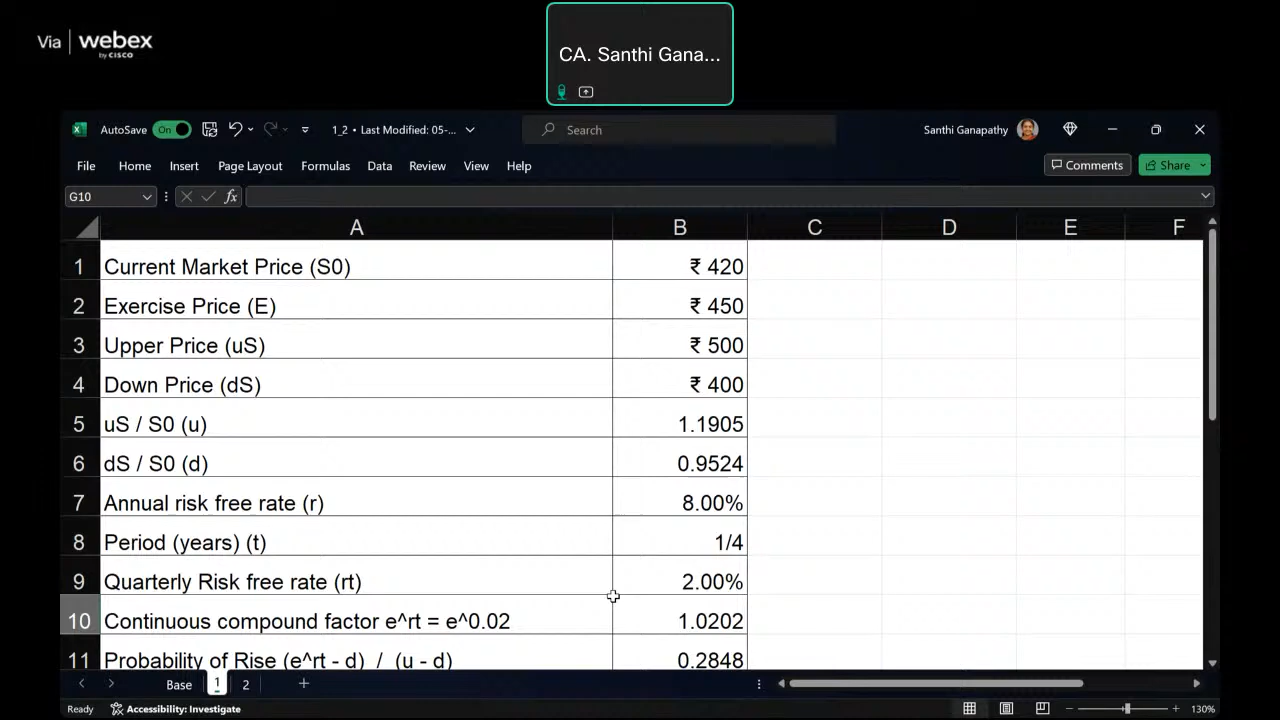 Via | webex
by CISCO
CA. Santhi Gana...
AutoSave On 1_2 • Last Modified: 05-... Search Santhi Ganapathy
File Home Insert Page Layout Formulas Data Review View Help Comments Share
G10 fx
A B C D E F
1 Current Market Price (S0) ₹ 420
2 Exercise Price (E) ₹ 450
3 Upper Price (uS) ₹ 500
4 Down Price (dS) ₹ 400
5 uS / S0 (u) 1.1905
6 dS / S0 (d) 0.9524
7 Annual risk free rate (r) 8.00%
8 Period (years) (t) 1/4
9 Quarterly Risk free rate (rt) 2.00%
10 Continuous compound factor e^rt = e^0.02 1.0202
11 Probability of Rise (e^rt - d) / (u - d) 0.2848
Base 1 2
Ready Accessibility: Investigate 130%